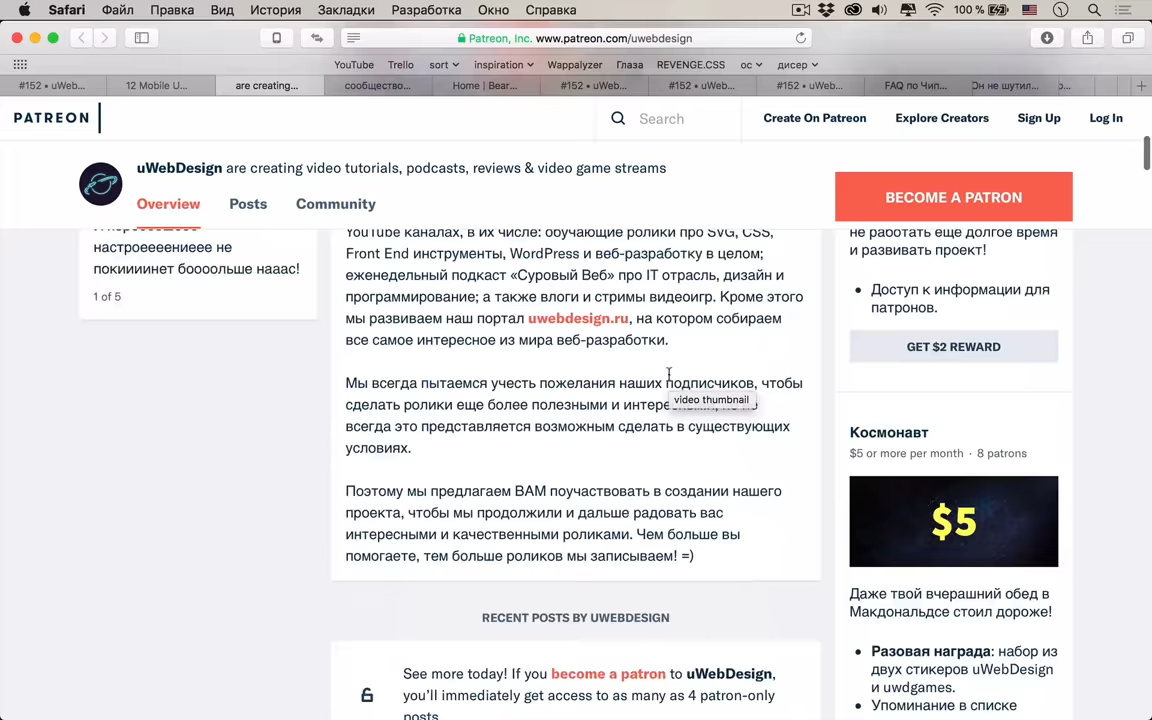 Safari Файл Правка Вид История Закладки Разработка Окно Справка 100 %
Patreon, Inc. www.patreon.com/uwebdesign
YouTube Trello sort inspiration Wappalyzer Глаза REVENGE.CSS ос дисер
#152 • uWeb... 12 Mobile U... are creating... сообщество... Home | Bear... #152 • uWeb... #152 • uWeb... #152 • uWeb... FAQ по Чип... Он не шутил...
PATREON Search Create On Patreon Explore Creators Sign Up Log In
uWebDesign are creating video tutorials, podcasts, reviews & video game streams
Overview Posts Community
BECOME A PATRON
настроеееениееее не
покиииинет боооольше нааас!
1 of 5
YouTube каналах, в их числе: обучающие ролики про SVG, CSS,
Front End инструменты, WordPress и веб-разработку в целом;
еженедельный подкаст «Суровый Веб» про IT отрасль, дизайн и
программирование; а также влоги и стримы видеоигр. Кроме этого
мы развиваем наш портал uwebdesign.ru, на котором собираем
все самое интересное из мира веб-разработки.
Мы всегда пытаемся учесть пожелания наших подписчиков, чтобы
сделать ролики еще более полезными и
video thumbnail
всегда это представляется возможным сделать в существующих
условиях.
Поэтому мы предлагаем ВАМ поучаствовать в создании нашего
проекта, чтобы мы продолжили и дальше радовать вас
интересными и качественными роликами. Чем больше вы
помогаете, тем больше роликов мы записываем! =)
RECENT POSTS BY UWEBDESIGN
See more today! If you become a patron to uWebDesign,
you'll immediately get access to as many as 4 patron-only
posts
не работать еще долгое время
и развивать проект!
• Доступ к информации для
патронов.
GET $2 REWARD
Космонавт
$5 or more per month · 8 patrons
$5
Даже твой вчерашний обед в
Макдональдсе стоил дороже!
• Разовая награда: набор из
двух стикеров uWebDesign
и uwdgames.
• Упоминание в списке